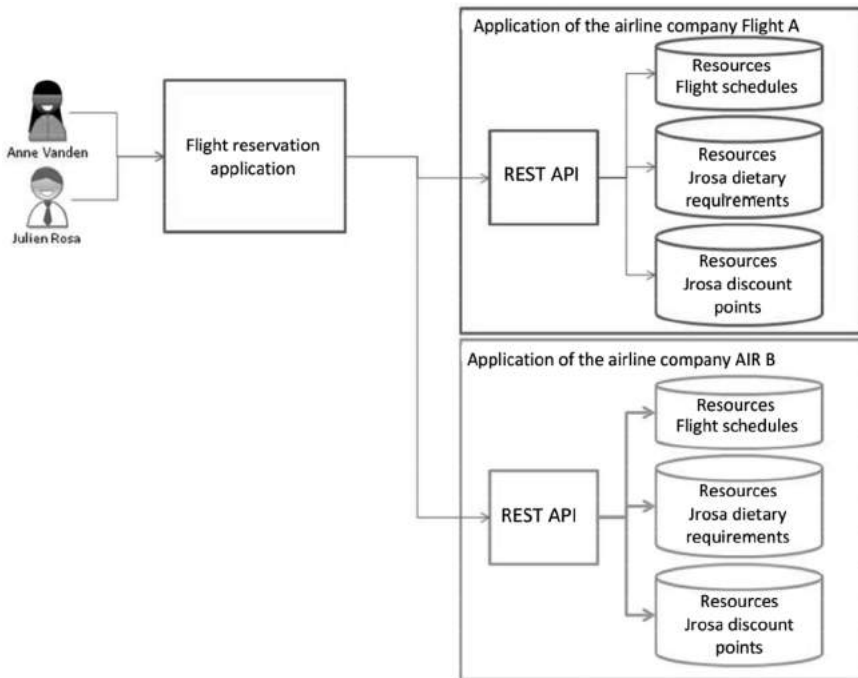 Anne Vanden
Julien Rosa
Flight reservation
application
Application of the airline company Flight A
REST API
Resources
Flight schedules
Resources
Jrosa dietary
requirements
Resources
Jrosa discount
points
Application of the airline company AIR B
REST API
Resources
Flight schedules
Resources
Jrosa dietary
requirements
Resources
Jrosa discount
points